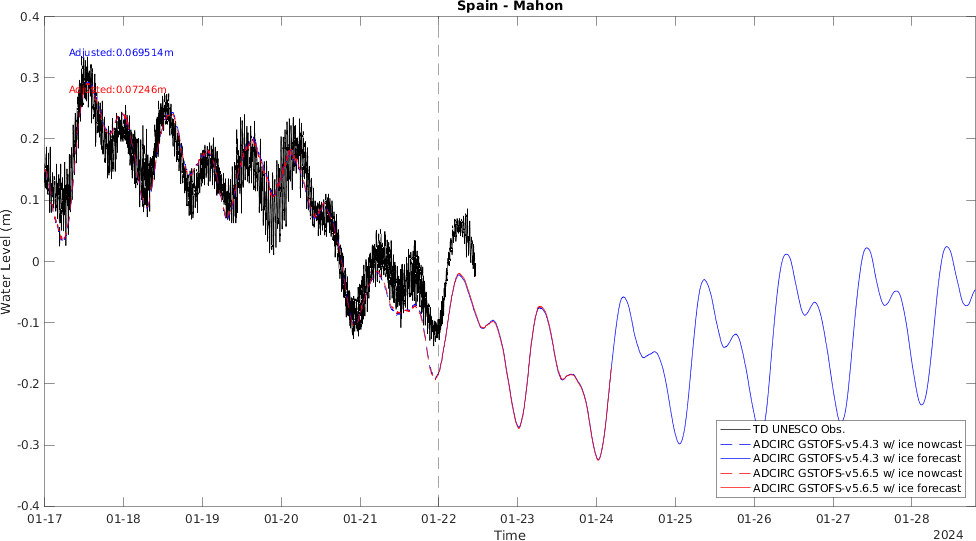 Spain - Mahon
Adjusted:0.069514m
Adjusted:0.07246m
Water Level (m)
0.4
0.3
0.2
0.1
0
-0.1
-0.2
-0.3
-0.4
TD UNESCO Obs.
ADCIRC GSTOFS-v5.4.3 w/ ice nowcast
ADCIRC GSTOFS-v5.4.3 w/ ice forecast
ADCIRC GSTOFS-v5.6.5 w/ ice nowcast
ADCIRC GSTOFS-v5.6.5 w/ ice forecast
01-17 01-18 01-19 01-20 01-21 01-22 01-23 01-24 01-25 01-26 01-27 01-28
Time
2024